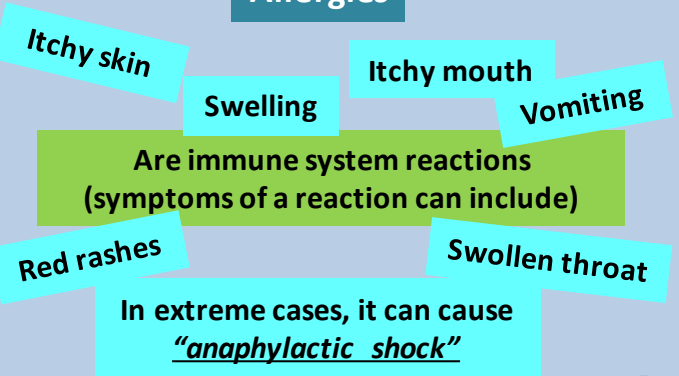 Allergies
Itchy skin
Itchy mouth
Swelling
Vomiting
Are immune system reactions
(symptoms of a reaction can include)
Red rashes
Swollen throat
In extreme cases, it can cause
“anaphylactic shock”